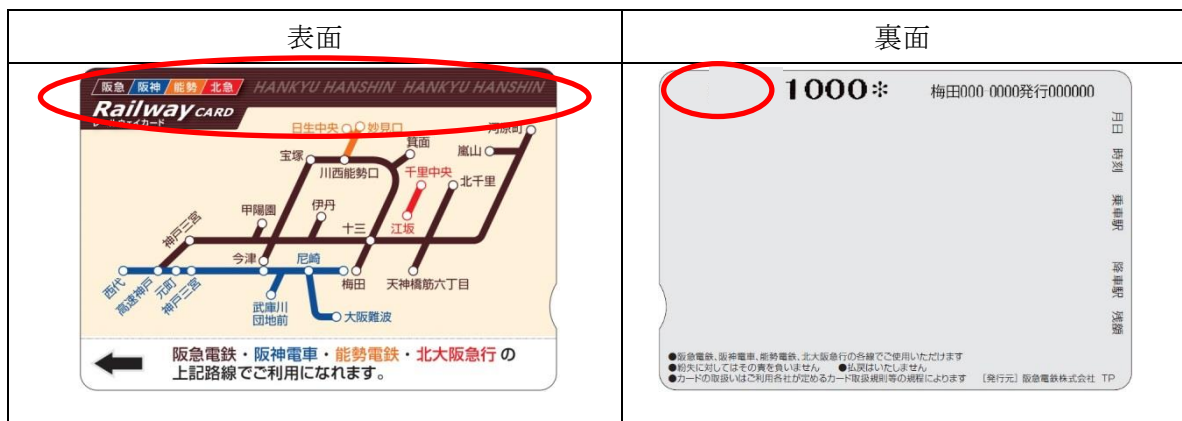 表面
裏面
阪急 阪神 能勢 北急 HANKYU HANSHIN HANKYU HANSHIN
Railway CARD
レールウェイカード
日生中央 妙見口
河原町
箕面
嵐山
宝塚
川西能勢口
千里中央
北千里
甲陽園
伊丹
神戸三宮
十三
江坂
今津
尼崎
西代
高速神戸
元町
神戸三宮
梅田
天神橋筋六丁目
武庫川
団地前
大阪難波
阪急電鉄・阪神電車・能勢電鉄・北大阪急行の
上記路線でご利用になれます。
1000* 梅田000-0000発行000000
月日 時刻 乗車駅 降車駅 残額
●阪急電鉄、阪神電車、能勢電鉄、北大阪急行の各線でご使用いただけます
●紛失に対してはその責を負いません ●払戻はいたしません
●カードの取扱いはご利用各社が定めるカード取扱規則等の規程によります [発行元] 阪急電鉄株式会社 TP